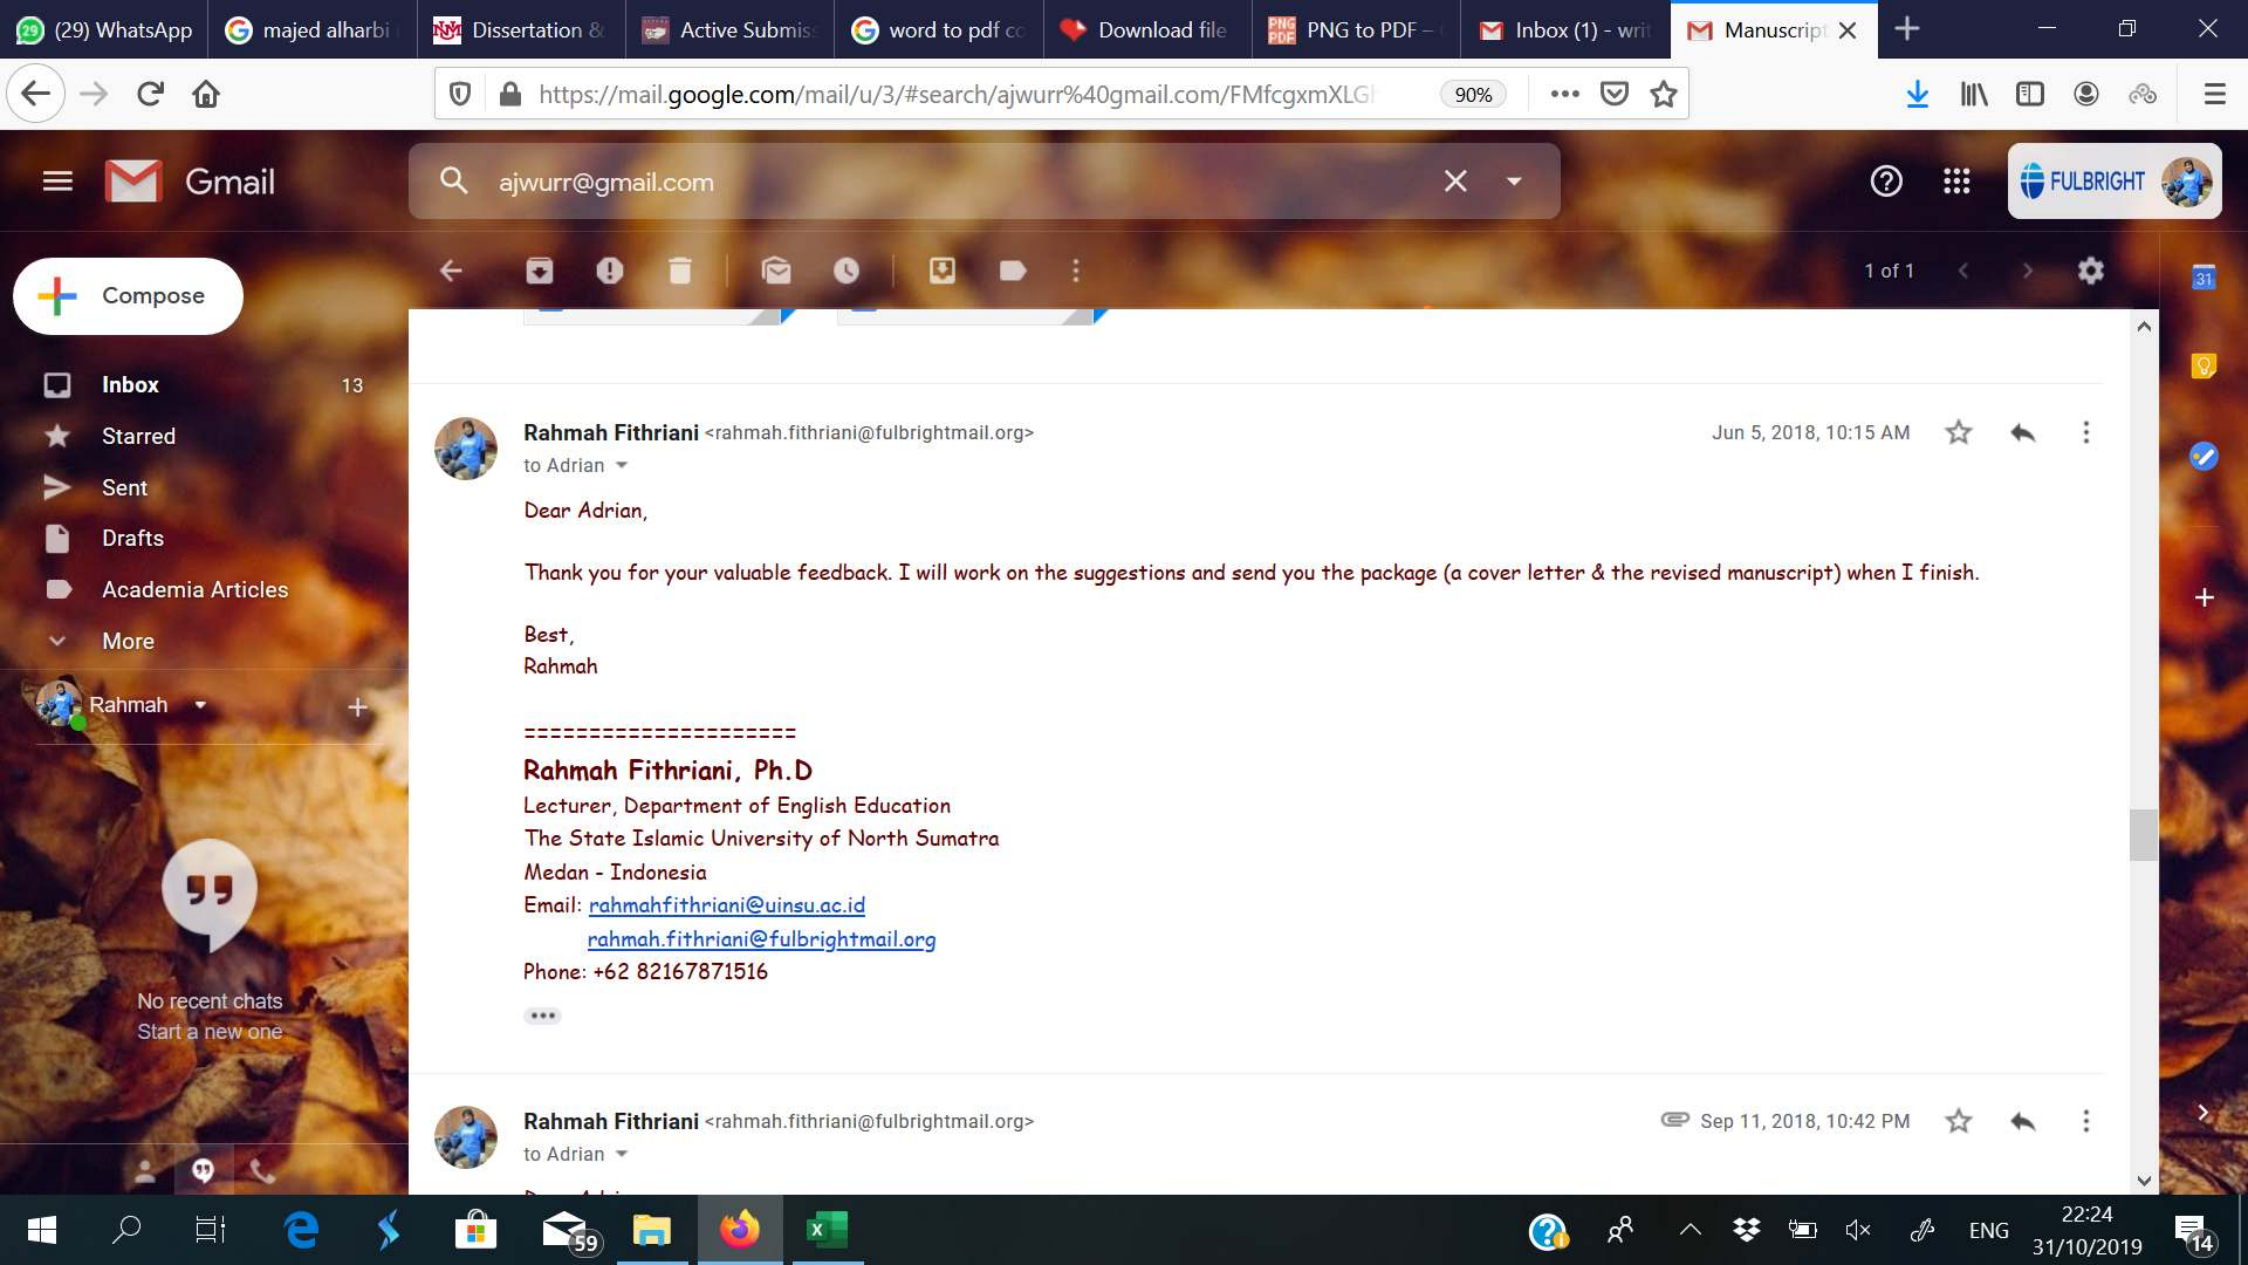 (29) WhatsApp
majed alharbi
Dissertation &
Active Submiss
word to pdf co
Download file
PNG to PDF –
Inbox (1) - writ
Manuscript
https://mail.google.com/mail/u/3/#search/ajwurr%40gmail.com/FMfcgxmXLG
90%
Gmail
ajwurr@gmail.com
FULBRIGHT
Compose
1 of 1
31
Inbox 13
Starred
Sent
Drafts
Academia Articles
More
Rahmah
No recent chats
Start a new one
Rahmah Fithriani <rahmah.fithriani@fulbrightmail.org>
Jun 5, 2018, 10:15 AM
to Adrian
Dear Adrian,
Thank you for your valuable feedback. I will work on the suggestions and send you the package (a cover letter & the revised manuscript) when I finish.
Best,
Rahmah
=====================
Rahmah Fithriani, Ph.D
Lecturer, Department of English Education
The State Islamic University of North Sumatra
Medan - Indonesia
Email: rahmahfithriani@uinsu.ac.id
rahmah.fithriani@fulbrightmail.org
Phone: +62 82167871516
Rahmah Fithriani <rahmah.fithriani@fulbrightmail.org>
Sep 11, 2018, 10:42 PM
to Adrian
59
ENG
22:24
31/10/2019
14